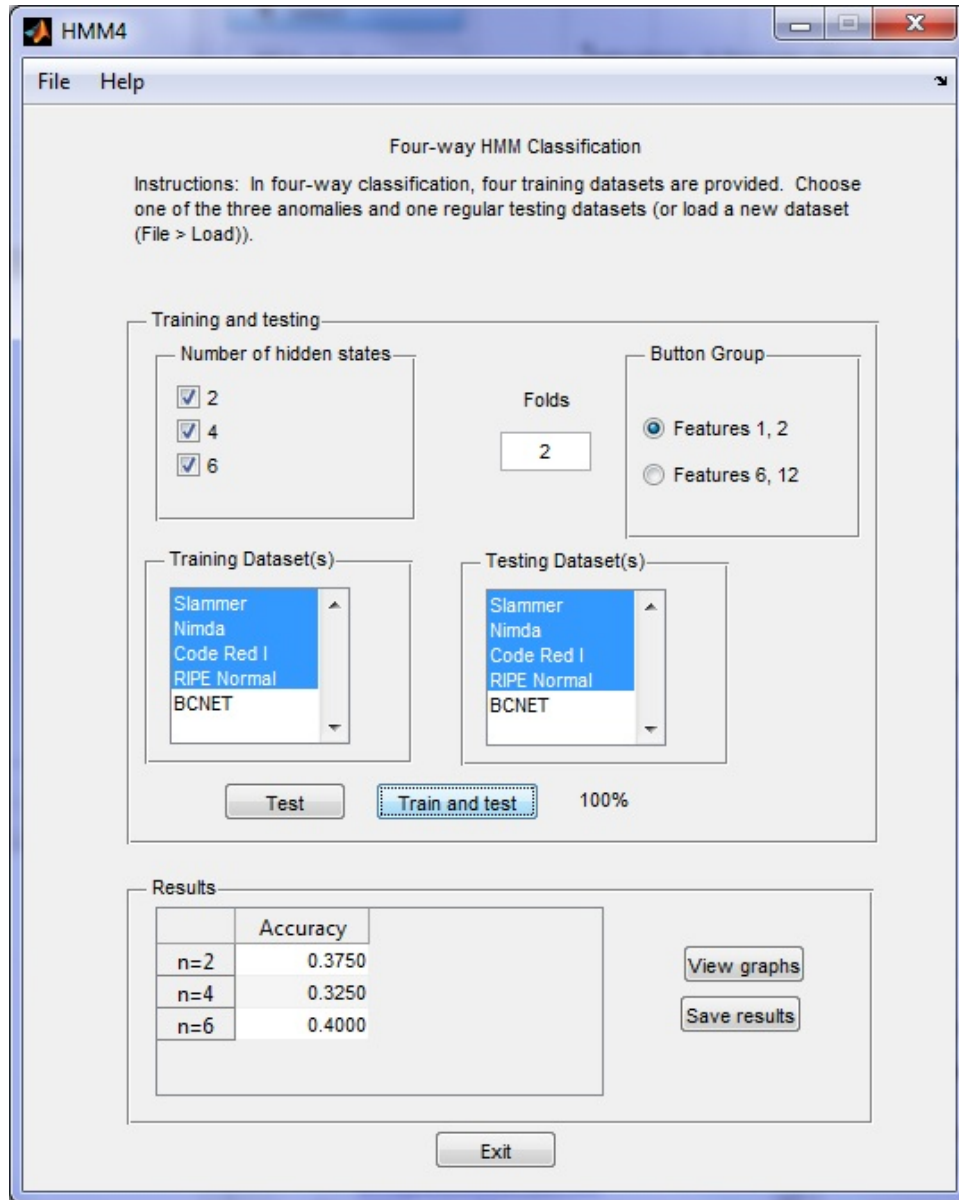 HMM4
File Help
Four-way HMM Classification
Instructions: In four-way classification, four training datasets are provided. Choose
one of the three anomalies and one regular testing datasets (or load a new dataset
(File > Load)).
Training and testing
Number of hidden states
2
4
6
Folds
2
Button Group
Features 1, 2
Features 6, 12
Training Dataset(s)
Slammer
Nimda
Code Red I
RIPE Normal
BCNET
Testing Dataset(s)
Slammer
Nimda
Code Red I
RIPE Normal
BCNET
Test Train and test 100%
Results
Accuracy
n=2 0.3750
n=4 0.3250
n=6 0.4000
View graphs
Save results
Exit